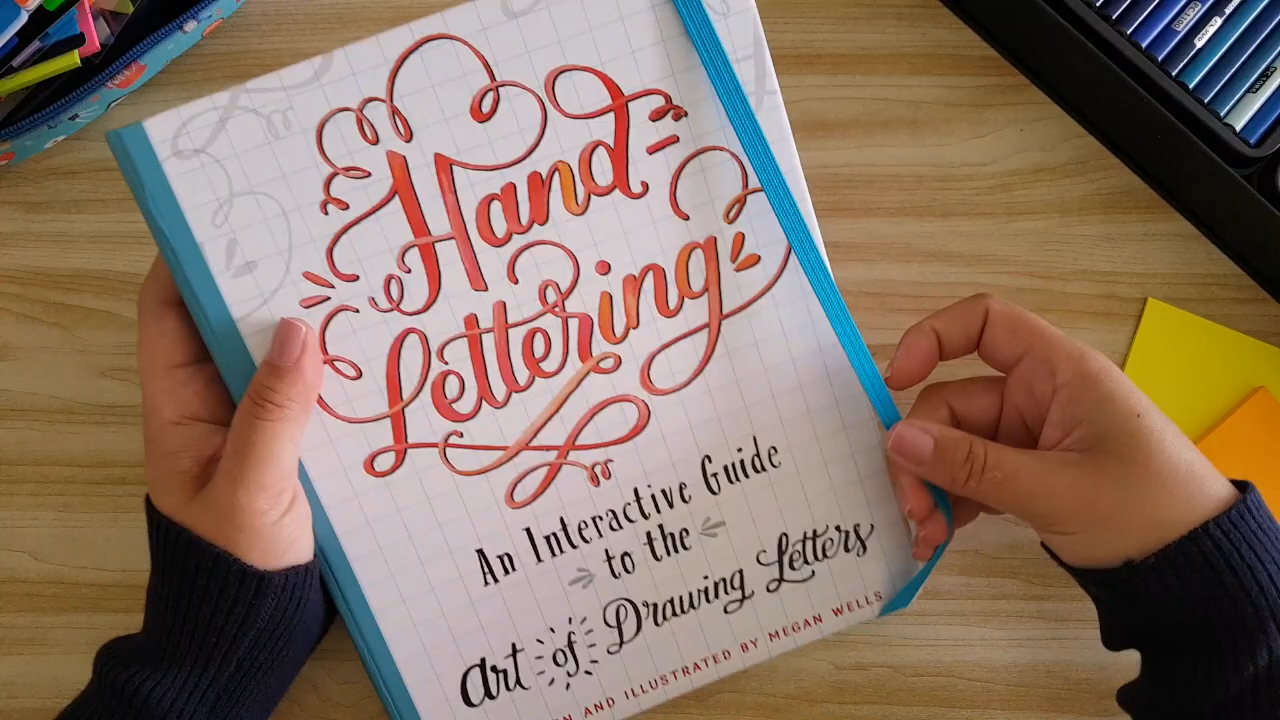 Hand-
Lettering
An Interactive Guide
to the
Art of Drawing Letters
AND ILLUSTRATED BY MEGAN WELLS